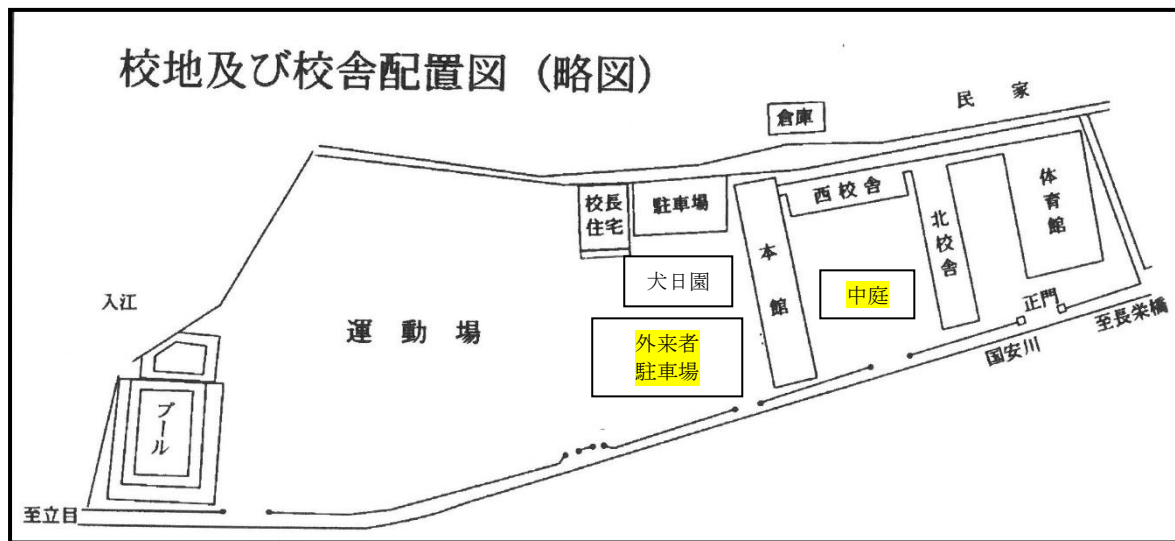 校地及び校舎配置図 (略図)
民家
倉庫
校長
住宅
駐車場
西校舎
体育館
本館
北校舎
犬日園
中庭
正門
至長栄橋
入江
運動場
外来者
駐車場
国安川
プール
至立目